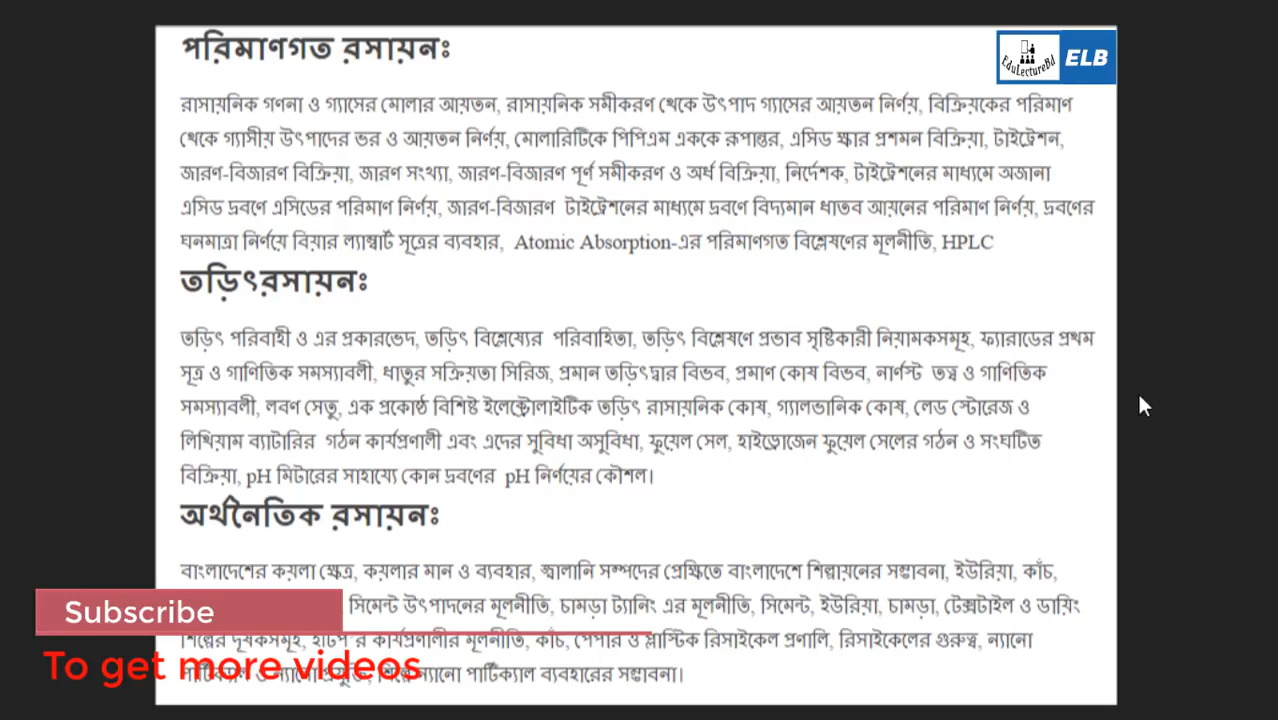 পরিমাণগত রসায়নঃ
EduLectureBd
ELB
রাসায়নিক গণনা ও গ্যাসের মোলার আয়তন, রাসায়নিক সমীকরণ থেকে উৎপাদ গ্যাসের আয়তন নির্ণয়, বিক্রিয়কের পরিমাণ
থেকে গ্যাসীয় উৎপাদের ভর ও আয়তন নির্ণয়, মোলারিটিকে পিপিএম এককে রূপান্তর, এসিড ক্ষার প্রশমন বিক্রিয়া, টাইট্রেশন,
জারণ-বিজারণ বিক্রিয়া, জারণ সংখ্যা, জারণ-বিজারণ পূর্ণ সমীকরণ ও অর্ধ বিক্রিয়া, নির্দেশক, টাইট্রেশনের মাধ্যমে অজানা
এসিড দ্রবণে এসিডের পরিমাণ নির্ণয়, জারণ-বিজারণ টাইট্রেশনের মাধ্যমে দ্রবণে বিদ্যমান ধাতব আয়নের পরিমাণ নির্ণয়, দ্রবণের
ঘনমাত্রা নির্ণয়ে বিয়ার ল্যাম্বার্ট সূত্রের ব্যবহার, Atomic Absorption-এর পরিমাণগত বিশ্লেষণের মূলনীতি, HPLC
তড়িৎরসায়নঃ
তড়িৎ পরিবাহী ও এর প্রকারভেদ, তড়িৎ বিশ্লেষ্যের পরিবাহিতা, তড়িৎ বিশ্লেষণে প্রভাব সৃষ্টিকারী নিয়ামকসমূহ, ফ্যারাডের প্রথম
সূত্র ও গাণিতিক সমস্যাবলী, ধাতুর সক্রিয়তা সিরিজ, প্রমান তড়িৎদ্বার বিভব, প্রমাণ কোষ বিভব, নার্ণস্ট তত্ব ও গাণিতিক
সমস্যাবলী, লবণ সেতু, এক প্রকোষ্ঠ বিশিষ্ট ইলেক্ট্রোলাইটিক তড়িৎ রাসায়নিক কোষ, গ্যালভানিক কোষ, লেড স্টোরেজ ও
লিথিয়াম ব্যাটারির গঠন কার্যপ্রণালী এবং এদের সুবিধা অসুবিধা, ফুয়েল সেল, হাইড্রোজেন ফুয়েল সেলের গঠন ও সংঘটিত
বিক্রিয়া, pH মিটারের সাহায্যে কোন দ্রবণের pH নির্ণয়ের কৌশল।
অর্থনৈতিক রসায়নঃ
বাংলাদেশের কয়লা ক্ষেত্র, কয়লার মান ও ব্যবহার, জ্বালানি সম্পদের প্রেক্ষিতে বাংলাদেশে শিল্পায়নের সম্ভাবনা, ইউরিয়া, কাঁচ,
Subscribe
সিমেন্ট উৎপাদনের মূলনীতি, চামড়া ট্যানিং এর মূলনীতি, সিমেন্ট, ইউরিয়া, চামড়া, টেক্সটাইল ও ডায়িং
শিল্পের দূষকসমূহ, র কার্যপ্রণালীর মূলনীতি, কাঁচ, পেপার ও প্লাস্টিক রিসাইকেল প্রণালি, রিসাইকেলের গুরুত্ব, ন্যানো
To get more videos
ন্যানো পার্টিক্যাল ব্যবহারের সম্ভাবনা।